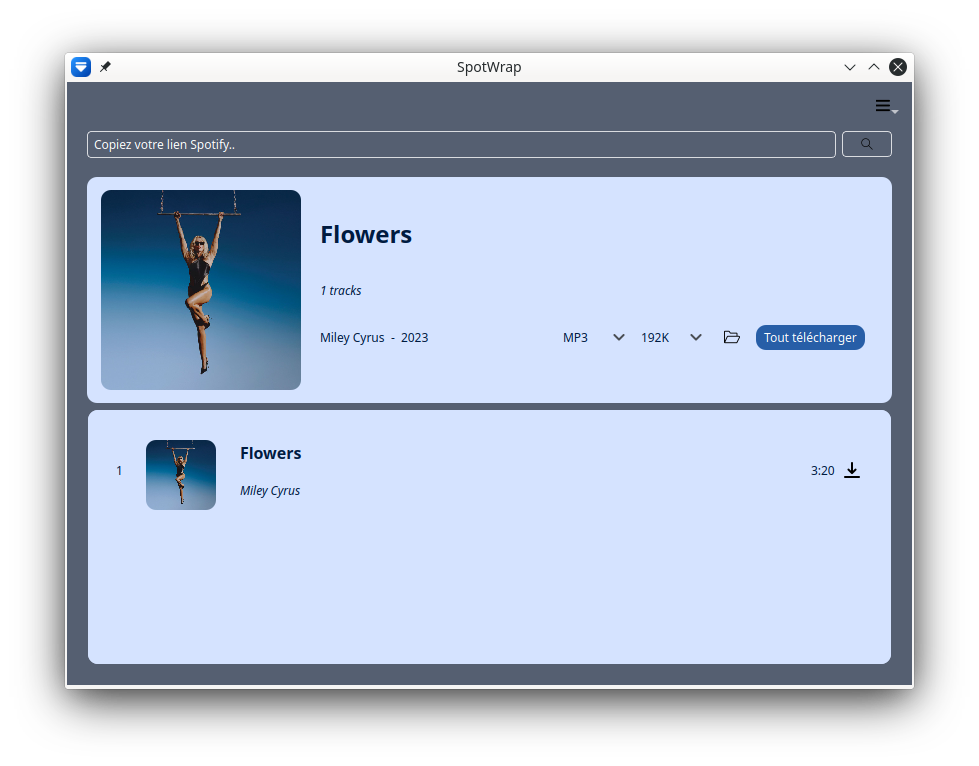 SpotWrap
Copiez votre lien Spotify..
Flowers
1 tracks
Miley Cyrus - 2023
MP3
192K
Tout télécharger
1
Flowers
Miley Cyrus
3:20